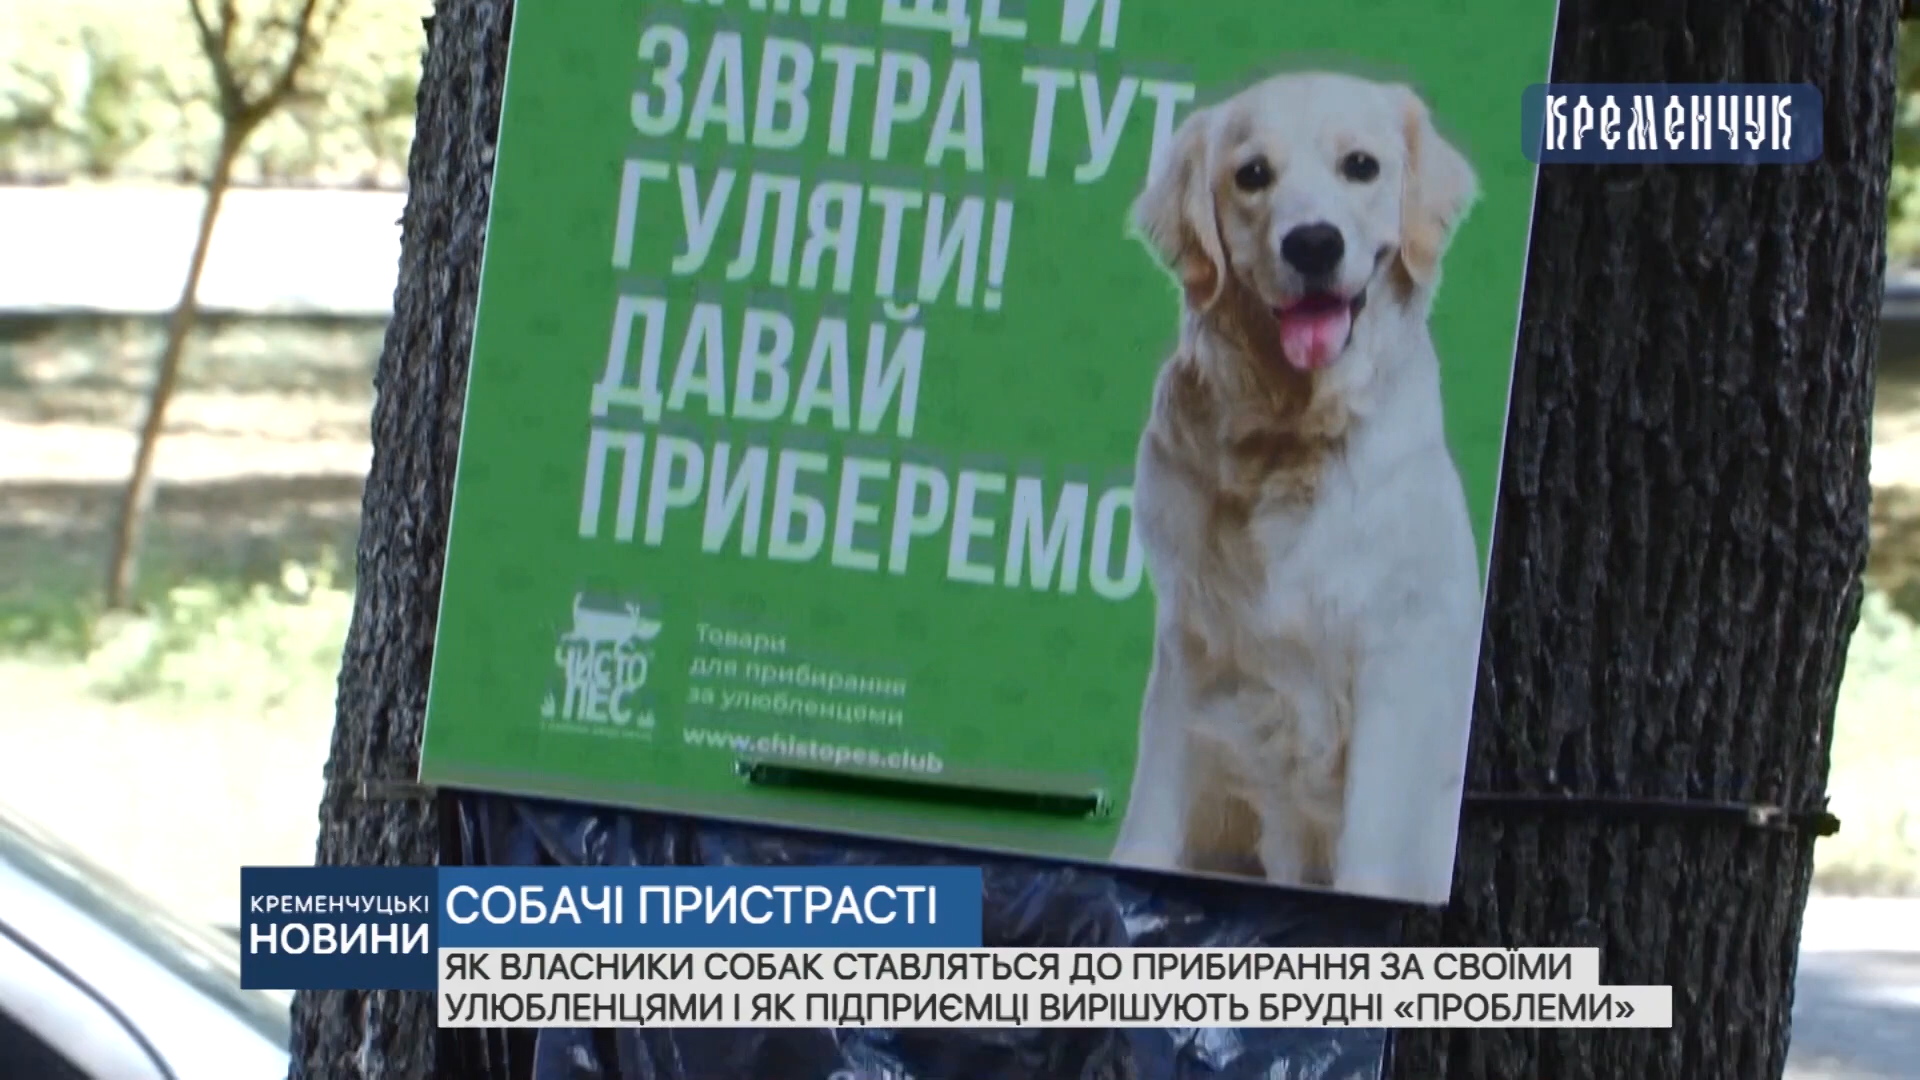 ЩЕ Й
ЗАВТРА ТУТ
ГУЛЯТИ!
ДАВАЙ
ПРИБЕРЕМО
ЧИСТО
ПЕС
Товари
для прибирання
за улюбленцями
www.chistopes.club
КРЕМЕНЧУК
КРЕМЕНЧУЦЬКІ
НОВИНИ
СОБАЧІ ПРИСТРАСТІ
ЯК ВЛАСНИКИ СОБАК СТАВЛЯТЬСЯ ДО ПРИБИРАННЯ ЗА СВОЇМИ
УЛЮБЛЕНЦЯМИ І ЯК ПІДПРИЄМЦІ ВИРІШУЮТЬ БРУДНІ «ПРОБЛЕМИ»